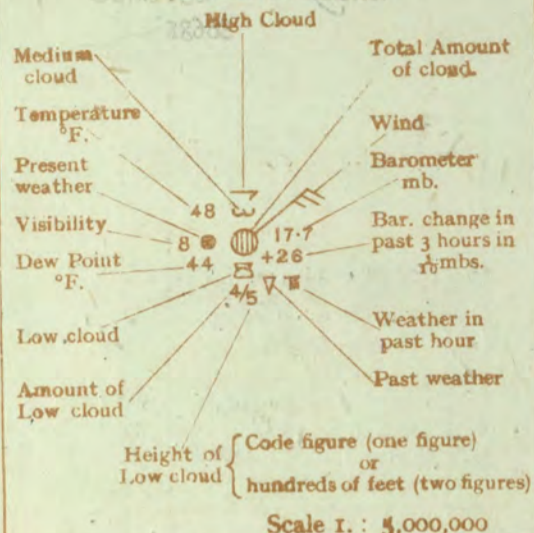 High Cloud
Medium
cloud
Total Amount
of cloud.
Temperature
°F.
Wind
Present
weather
Barometer
mb.
48
Visibility
8
17.7
Bar. change in
past 3 hours in
1/10 mbs.
+26
Dew Point
°F.
44
4/5
Low cloud
Weather in
past hour
Amount of
Low cloud
Past weather
Height of
Low cloud
Code figure (one figure)
or
hundreds of feet (two figures)
Scale 1. : 5,000,000